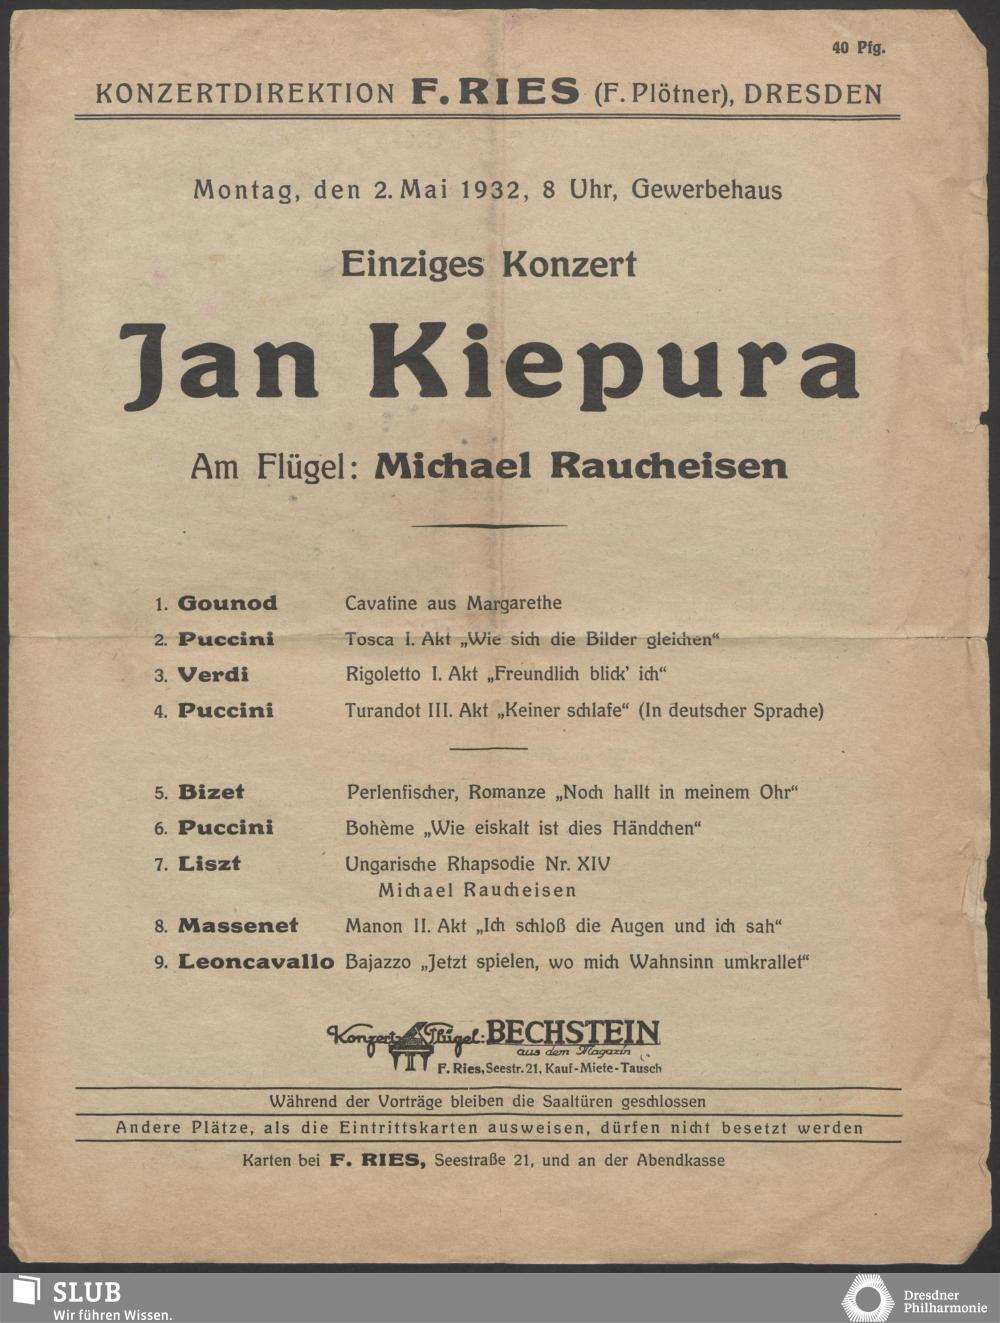 40 Pfg.
KONZERTDIREKTION F. RIES (F. Plötner), DRESDEN
Montag, den 2. Mai 1932, 8 Uhr, Gewerbehaus
Einziges Konzert
Jan Kiepura
Am Flügel: Michael Raucheisen
1. Gounod Cavatine aus Margarethe
2. Puccini Tosca I. Akt „Wie sich die Bilder gleichen“
3. Verdi Rigoletto I. Akt „Freundlich blick' ich“
4. Puccini Turandot III. Akt „Keiner schlafe“ (In deutscher Sprache)
5. Bizet Perlenfischer, Romanze „Noch hallt in meinem Ohr“
6. Puccini Bohème „Wie eiskalt ist dies Händchen“
7. Liszt Ungarische Rhapsodie Nr. XIV
Michael Raucheisen
8. Massenet Manon II. Akt „Ich schloß die Augen und ich sah“
9. Leoncavallo Bajazzo „Jetzt spielen, wo mich Wahnsinn umkrallet“
Konzert-Flügel: BECHSTEIN
aus dem Magazin
F. Ries, Seestr. 21, Kauf-Miete-Tausch
Während der Vorträge bleiben die Saaltüren geschlossen
Andere Plätze, als die Eintrittskarten ausweisen, dürfen nicht besetzt werden
Karten bei F. RIES, Seestraße 21, und an der Abendkasse
SLUB
Wir führen Wissen.
Dresdner
Philharmonie